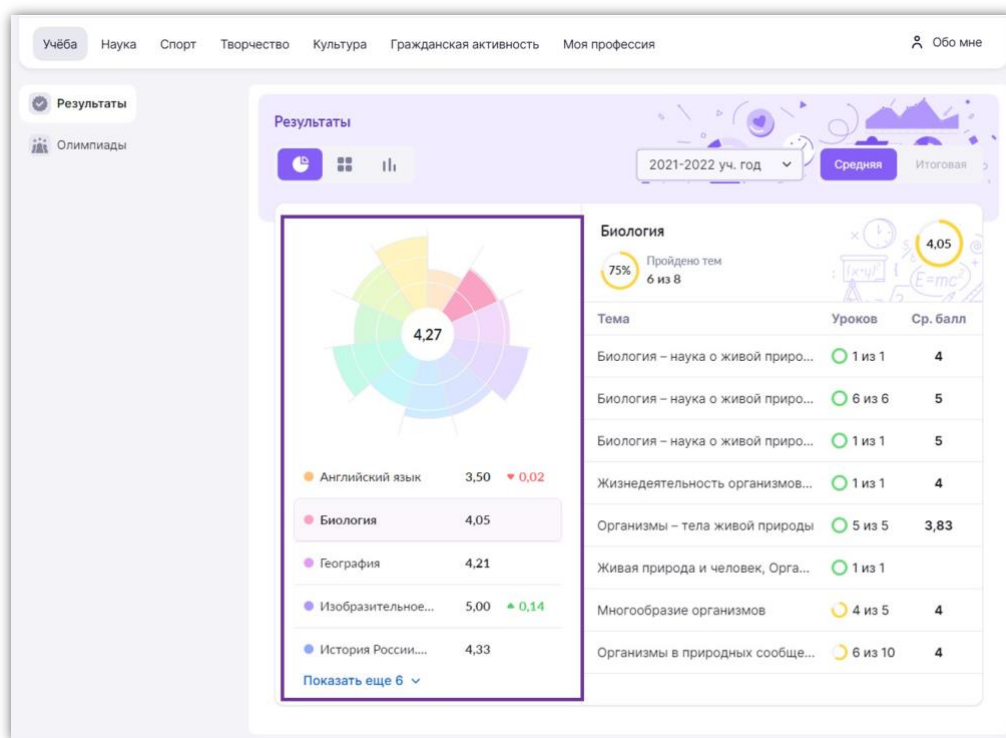 Учёба Наука Спорт Творчество Культура Гражданская активность Моя профессия Обо мне
Результаты
Олимпиады
Результаты
2021-2022 уч. год Средняя Итоговая
4,27
Английский язык 3,50 ▼ 0,02
Биология 4,05
География 4,21
Изобразительное... 5,00 ▲ 0,14
История России.... 4,33
Показать еще 6
Биология
75% Пройдено тем
6 из 8
4,05
E=mc²
Тема Уроков Ср. балл
Биология – наука о живой приро... 1 из 1 4
Биология – наука о живой приро... 6 из 6 5
Биология – наука о живой приро... 1 из 1 5
Жизнедеятельность организмов... 1 из 1 4
Организмы – тела живой природы 5 из 5 3,83
Живая природа и человек, Орга... 1 из 1
Многообразие организмов 4 из 5 4
Организмы в природных сообще... 6 из 10 4